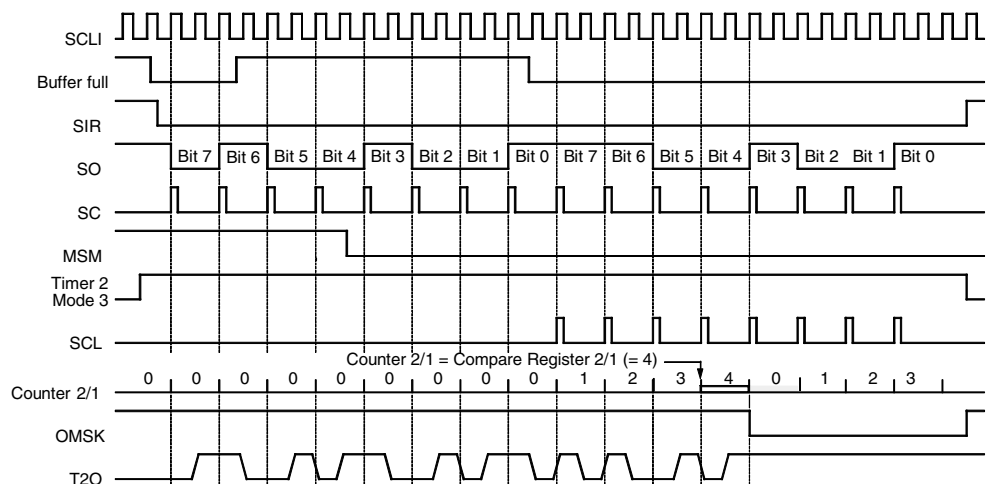 SCLI
Buffer full
SIR
SO
Bit 7 Bit 6 Bit 5 Bit 4 Bit 3 Bit 2 Bit 1 Bit 0 Bit 7 Bit 6 Bit 5 Bit 4 Bit 3 Bit 2 Bit 1 Bit 0
SC
MSM
Timer 2
Mode 3
SCL
Counter 2/1 = Compare Register 2/1 (= 4)
0 0 0 0 0 0 0 0 0 1 2 3 4 0 1 2 3
Counter 2/1
OMSK
T2O